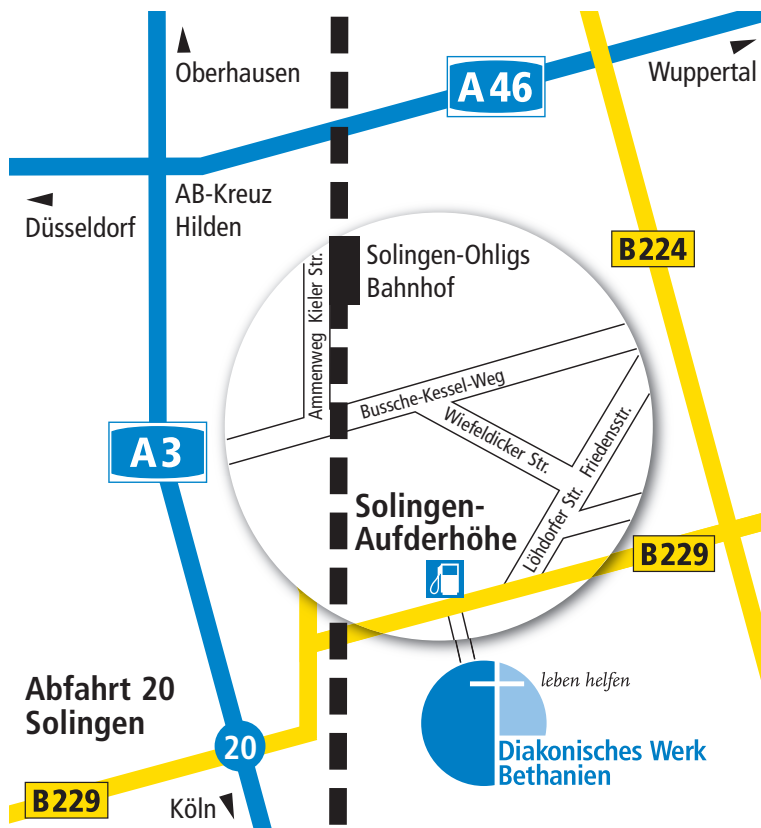 Oberhausen
A 46
Wuppertal
AB-Kreuz
Hilden
Düsseldorf
B224
Solingen-Ohligs
Bahnhof
Ammenweg Kieler Str.
Bussche-Kessel-Weg
Wiefeldicker Str.
Friedensstr.
A 3
Löhdorfer Str.
Solingen-
Aufderhöhe
B229
leben helfen
Abfahrt 20
Solingen
20
Diakonisches Werk
Bethanien
B229
Köln